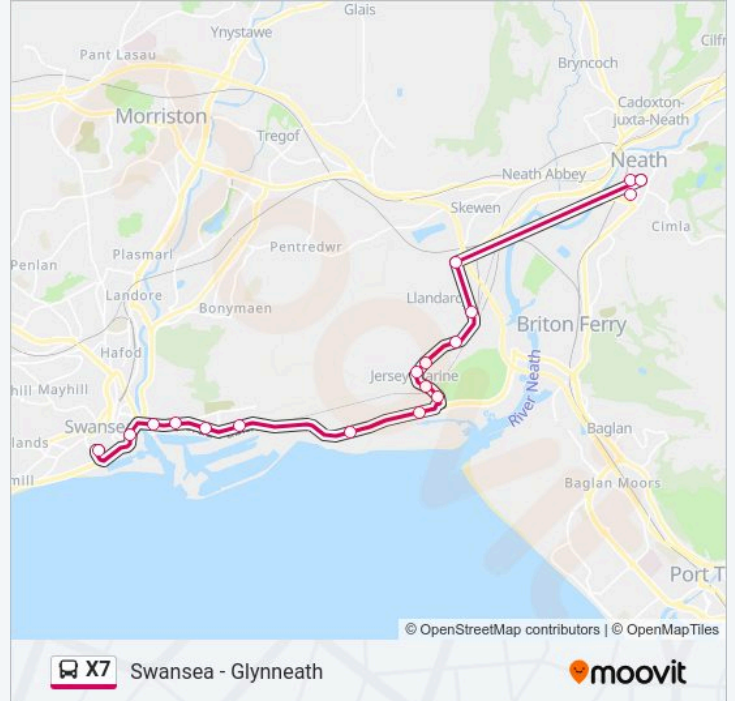 Glais
Ynystawe
Pant Lasau
Bryncoch
Cilfr
Cadoxton-
juxta-Neath
Morriston
Tregof
Neath
Neath Abbey
Skewen
Cimla
Pentredwr
Plasmarl
Penlan
Landore
Llandarc
Bonymaen
Briton Ferry
Hafod
hill Mayhill
Jersey Marine
River Neath
Swansea
Baglan
lands
mill
Baglan Moors
Port T
© OpenStreetMap contributors | © OpenMapTiles
X7 Swansea - Glynneath
moovit